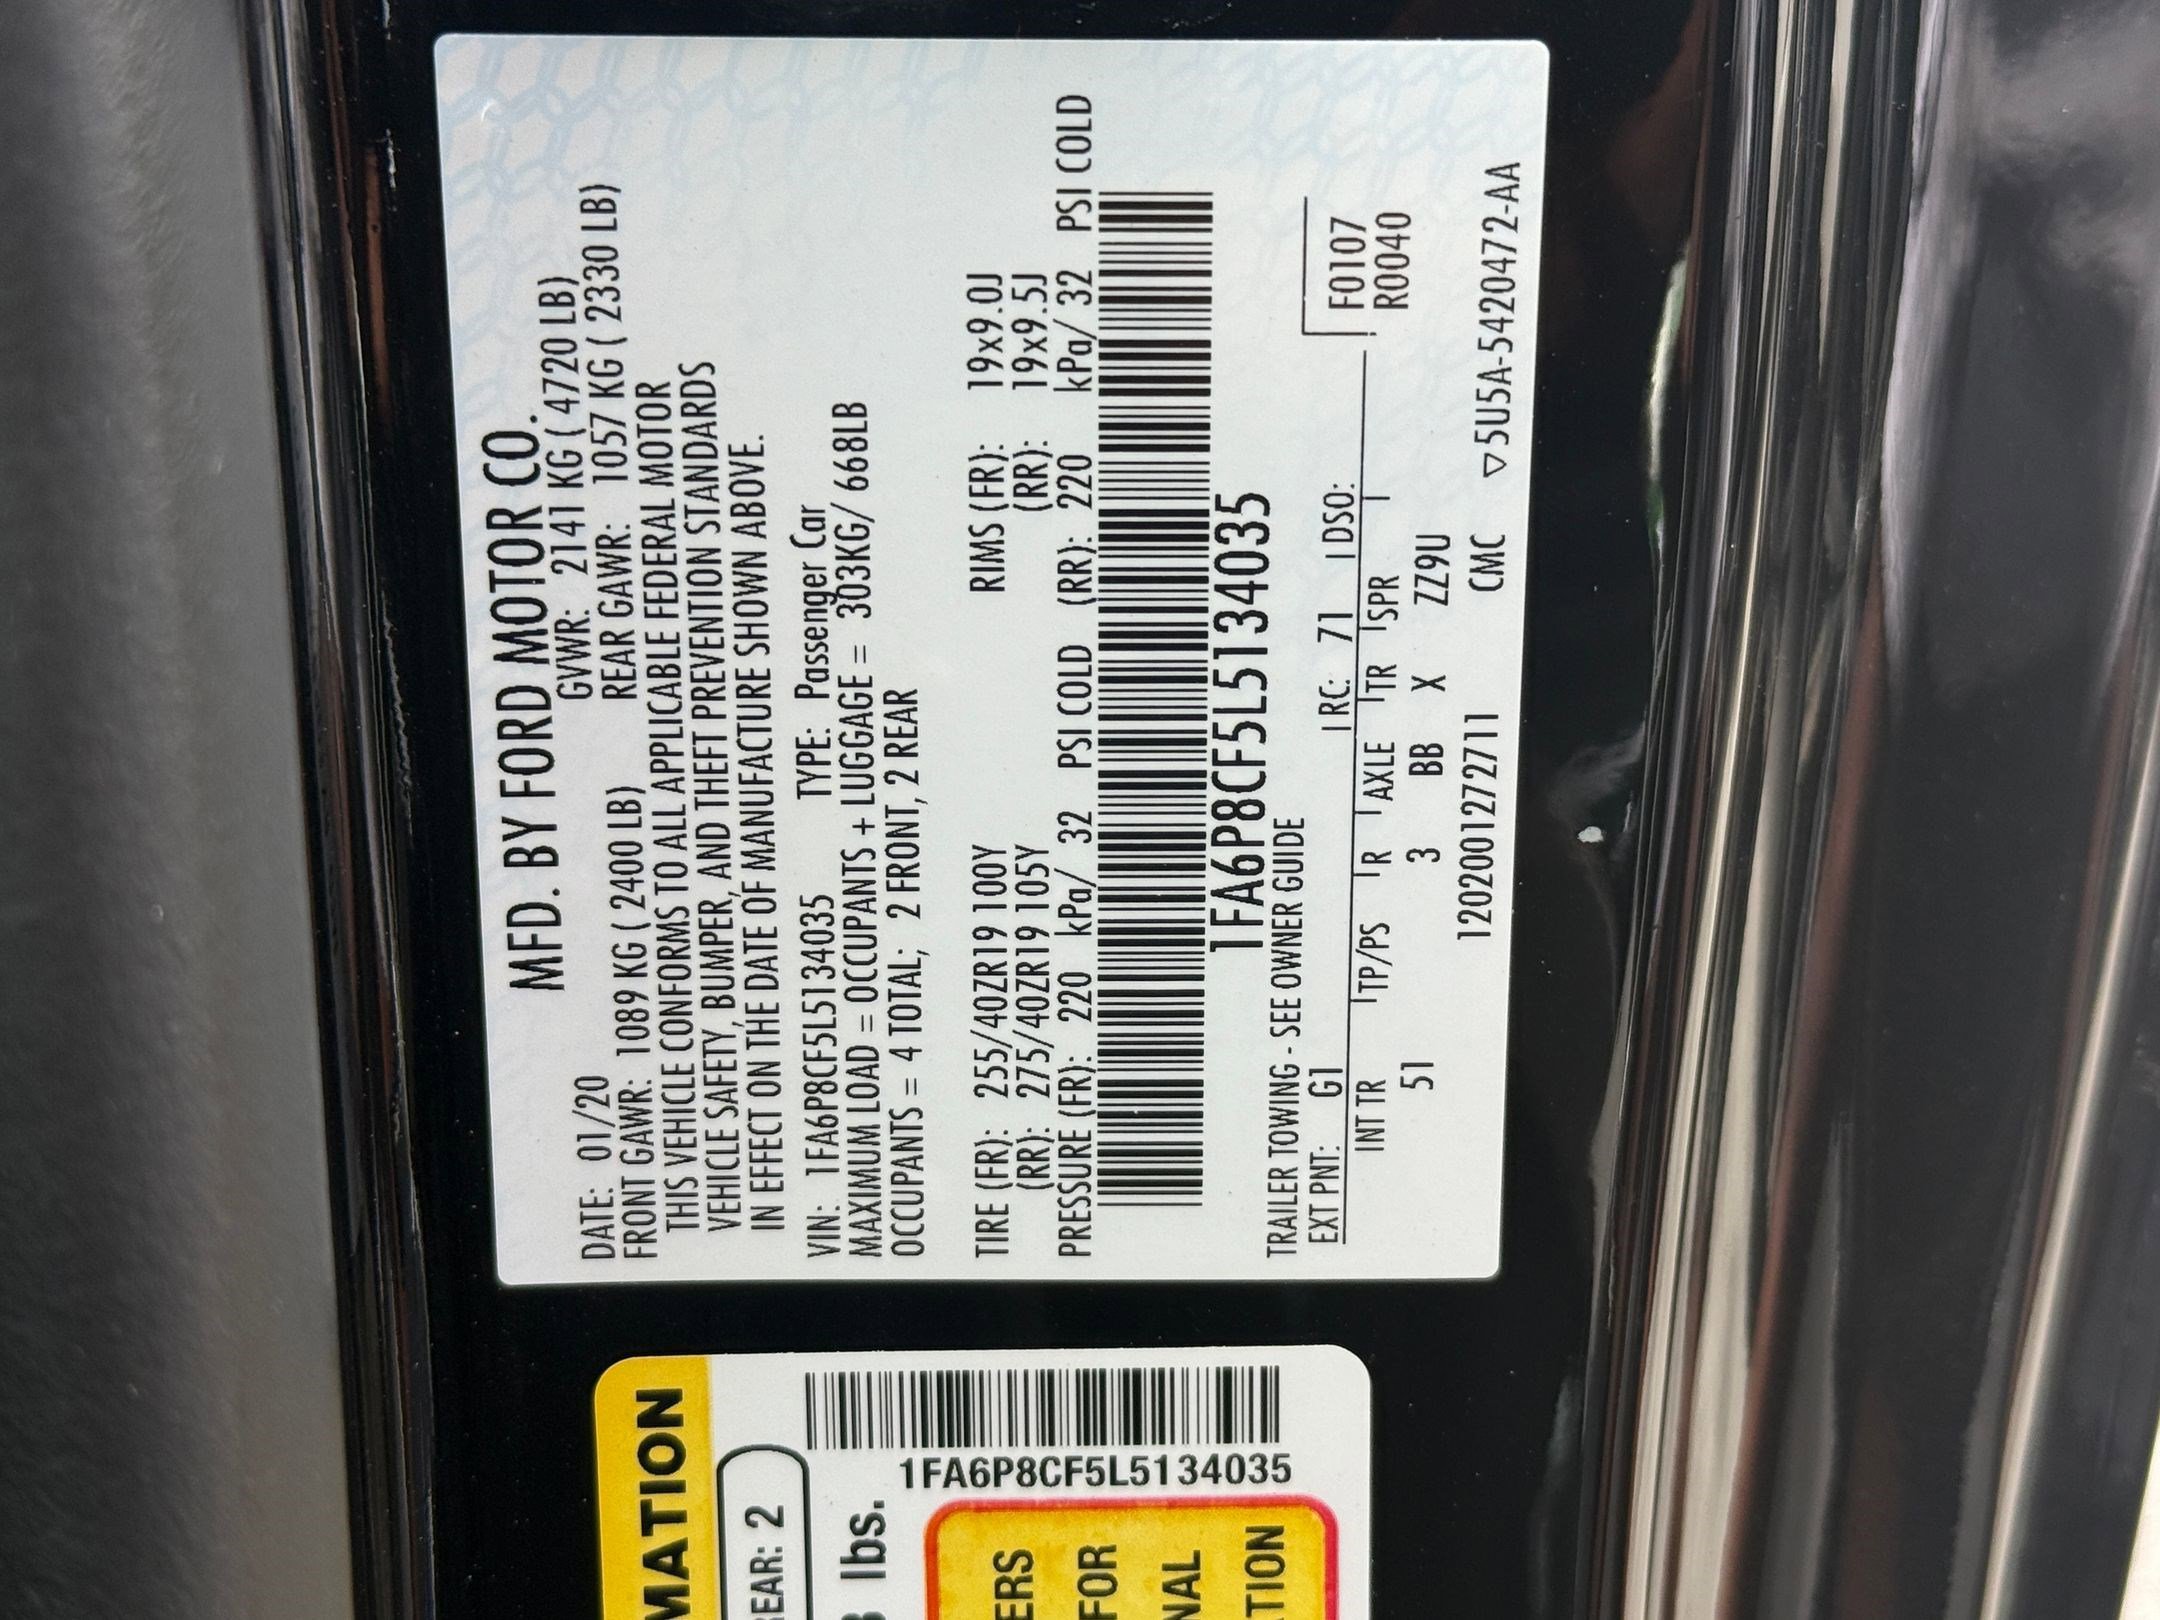 MFD. BY FORD MOTOR CO.
DATE: 01/20 GVWR: 2141 KG ( 4720 LB)
FRONT GAWR: 1089 KG ( 2400 LB) REAR GAWR: 1057 KG ( 2330 LB)
THIS VEHICLE CONFORMS TO ALL APPLICABLE FEDERAL MOTOR
VEHICLE SAFETY, BUMPER, AND THEFT PREVENTION STANDARDS
IN EFFECT ON THE DATE OF MANUFACTURE SHOWN ABOVE.
VIN: 1FA6P8CF5L5134035 TYPE: Passenger Car
MAXIMUM LOAD = OCCUPANTS + LUGGAGE = 303KG/ 668LB
OCCUPANTS = 4 TOTAL; 2 FRONT, 2 REAR
TIRE (FR): 255/40ZR19 100Y RIMS (FR): 19x9.0J
(RR): 275/40ZR19 105Y (RR): 19x9.5J
PRESSURE (FR): 220 kPa/ 32 PSI COLD (RR): 220 kPa/ 32 PSI COLD
1FA6P8CF5L5134035
TRAILER TOWING - SEE OWNER GUIDE
F0107
R0040
EXT PNT: G1 RC: 71 DSO:
INT TR TP/PS R AXLE TR SPR
51 3 BB X ZZ9U
1202001272711 CMC ▽5U5A-5420472-AA
MATION
EAR: 2
lbs.
1FA6P8CF5L5134035
ERS
FOR
NAL
TION